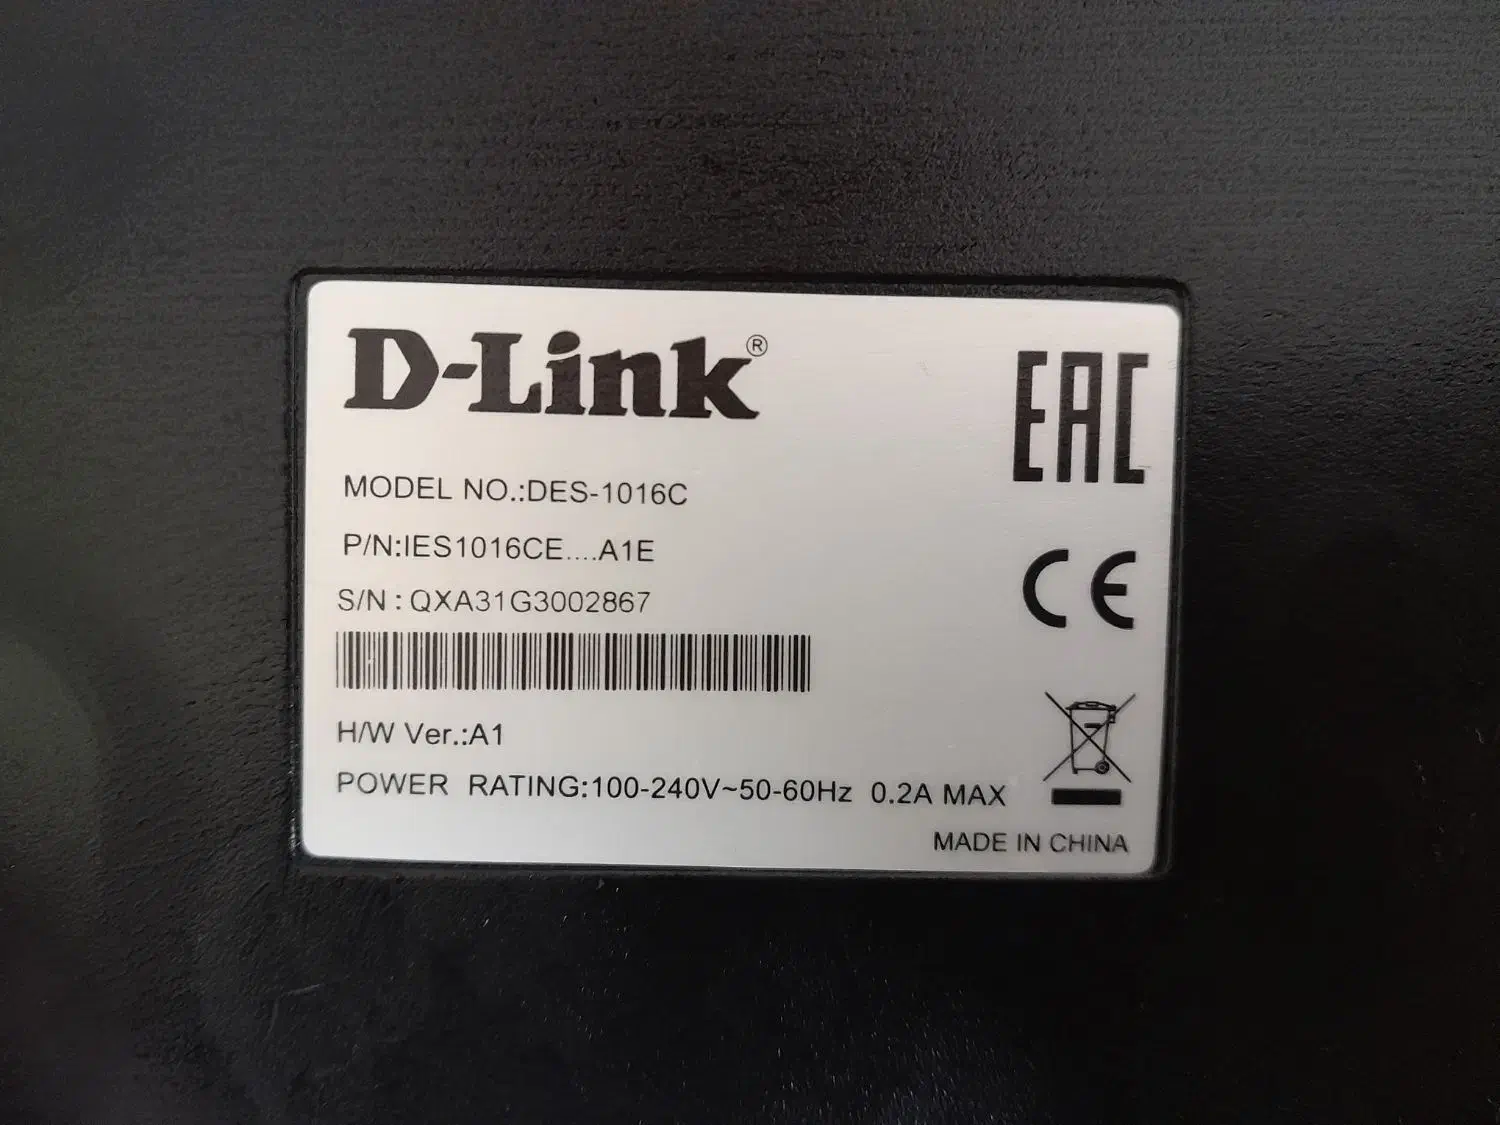 D-Link®
EAC
MODEL NO.:DES-1016C
P/N:IES1016CE....A1E
CE
S/N : QXA31G3002867
H/W Ver.:A1
POWER RATING:100-240V~50-60Hz 0.2A MAX
MADE IN CHINA